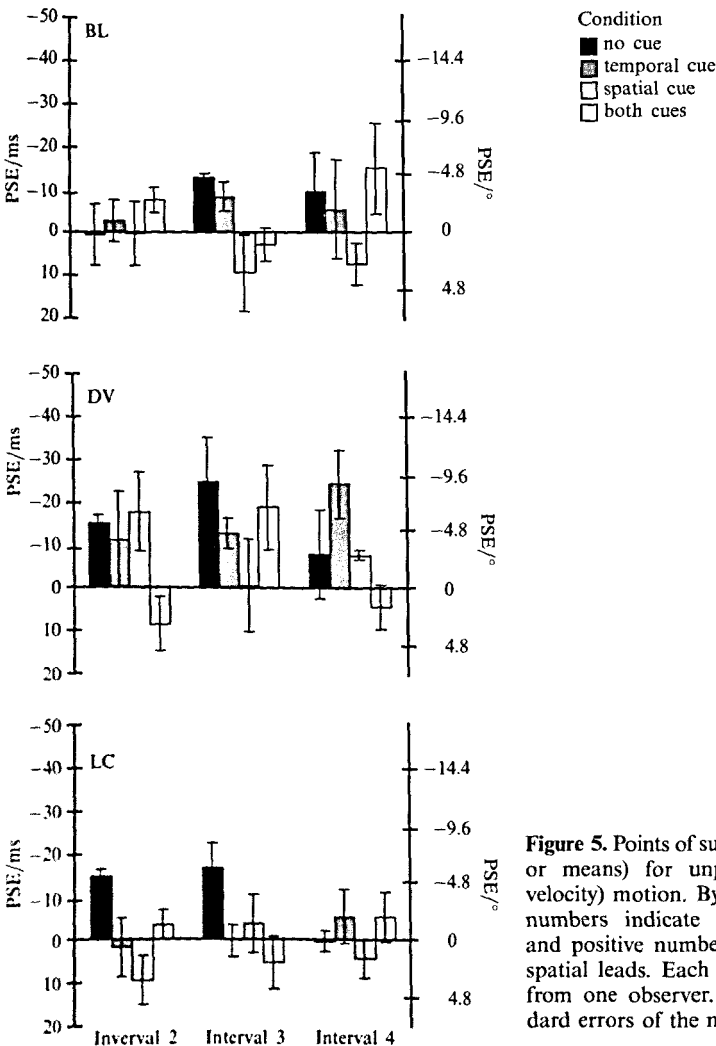 Condition
no cue
temporal cue
spatial cue
both cues
BL
PSE/ms
−50
−40
−30
−20
−10
0
10
20
−14.4
−9.6
−4.8
0
4.8
PSE/°
DV
PSE/ms
−50
−40
−30
−20
−10
0
10
20
−14.4
−9.6
−4.8
0
4.8
PSE/°
LC
PSE/ms
−50
−40
−30
−20
−10
0
10
20
−14.4
−9.6
−4.8
0
4.8
PSE/°
Inverval 2 Interval 3 Interval 4
Figure 5. Points of su
or means) for unp
velocity) motion. By
numbers indicate
and positive number
spatial leads. Each
from one observer.
dard errors of the m